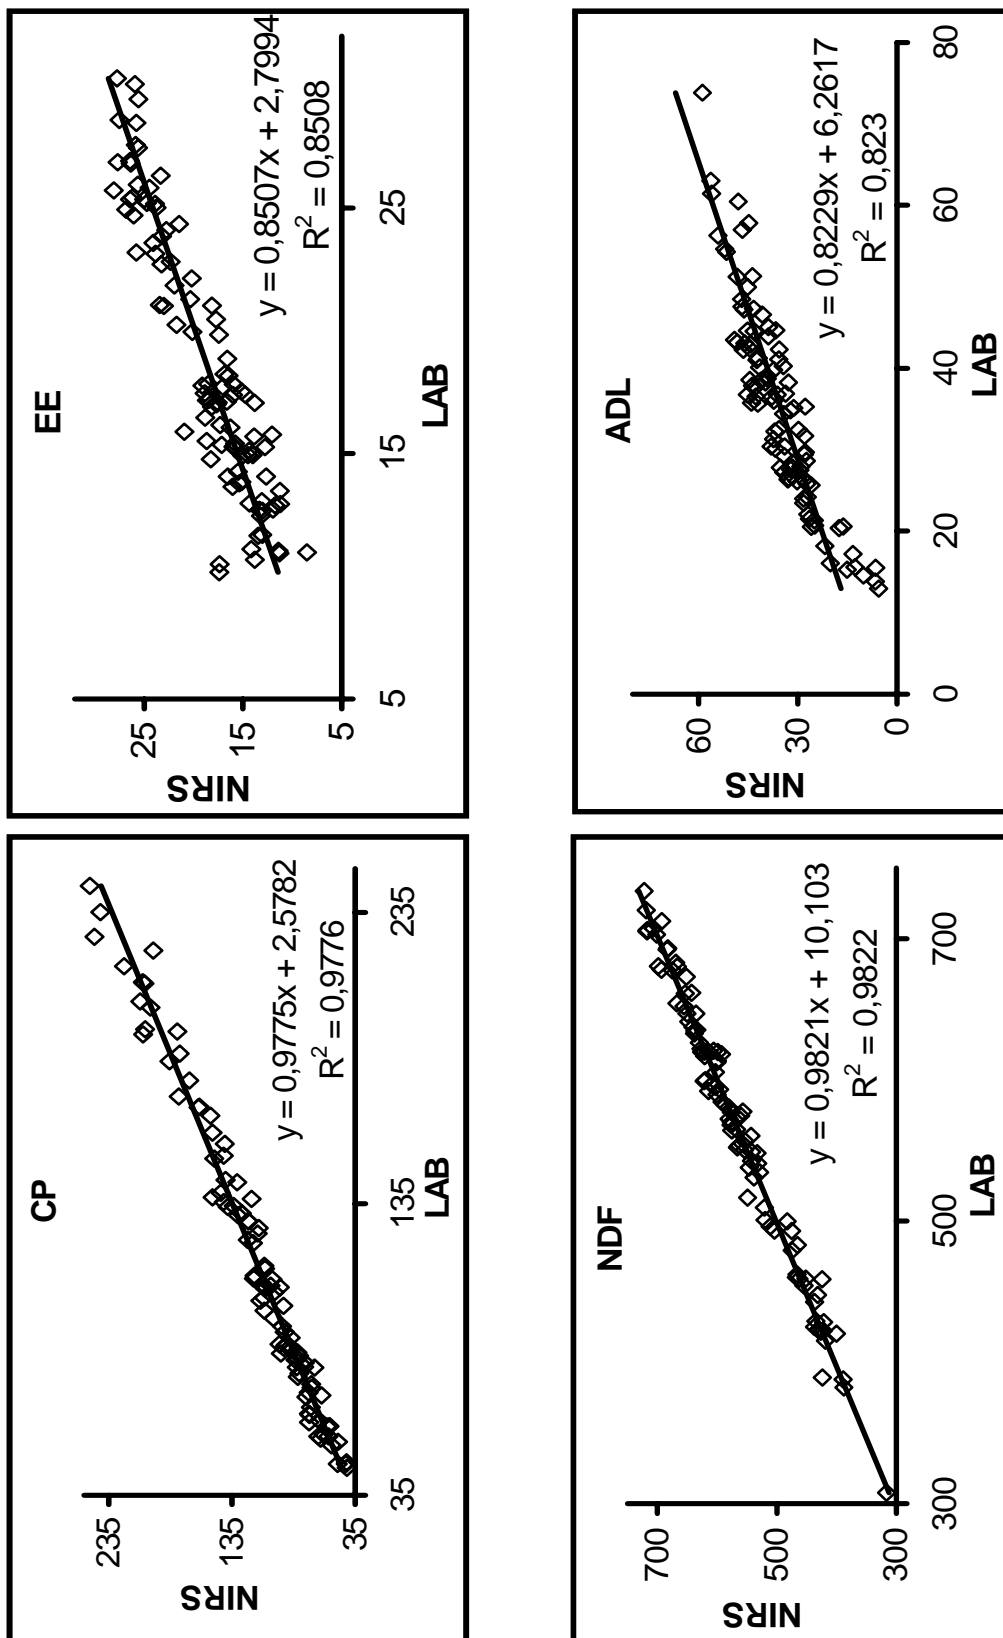 CP
NIRS
235
135
35
y = 0,9775x + 2,5782
R² = 0,9776
35
135
235
LAB
EE
NIRS
25
15
5
y = 0,8507x + 2,7994
R² = 0,8508
5
15
25
LAB
NDF
NIRS
700
500
300
y = 0,9821x + 10,103
R² = 0,9822
300
500
700
LAB
ADL
NIRS
60
30
0
y = 0,8229x + 6,2617
R² = 0,823
0
20
40
60
80
LAB